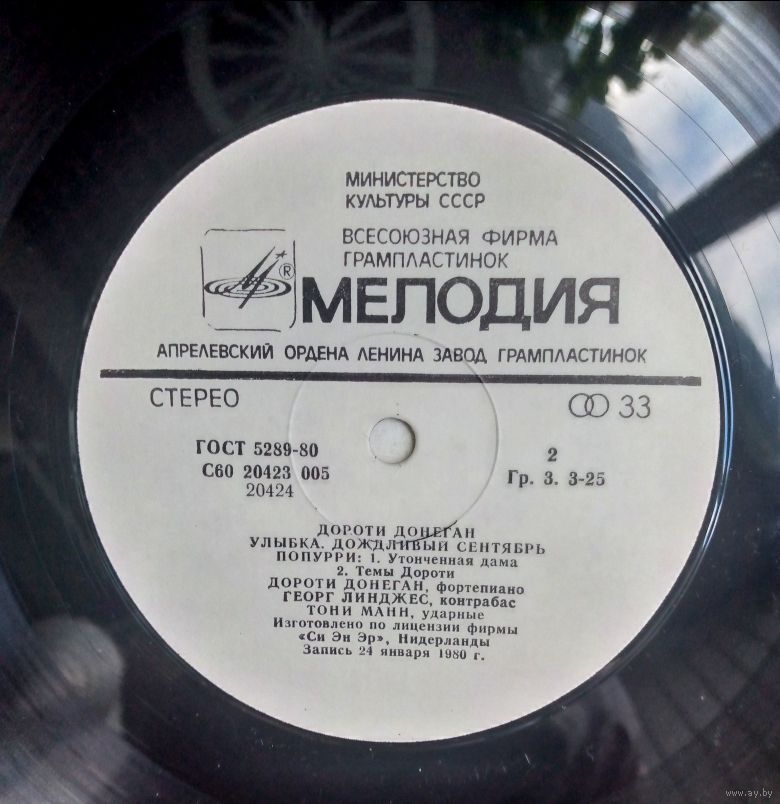 МИНИСТЕРСТВО
КУЛЬТУРЫ СССР
ВСЕСОЮЗНАЯ ФИРМА
ГРАМПЛАСТИНОК
®
МЕЛОДИЯ
АПРЕЛЕВСКИЙ ОРДЕНА ЛЕНИНА ЗАВОД ГРАМПЛАСТИНОК
СТЕРЕО
33
ГОСТ 5289-80
С60 20423 005
20424
2
Гр. 3. 3-25
ДОРОТИ ДОНЕГАН
УЛЫБКА. ДОЖДЛИВЫЙ СЕНТЯБРЬ
ПОПУРРИ: 1. Утонченная дама
2. Темы Дороти
ДОРОТИ ДОНЕГАН, фортепиано
ГЕОРГ ЛИНДЖЕС, контрабас
ТОНИ МАНН, ударные
Изготовлено по лицензии фирмы
«Си Эн Эр», Нидерланды
Запись 24 января 1980 г.
www.ay.by